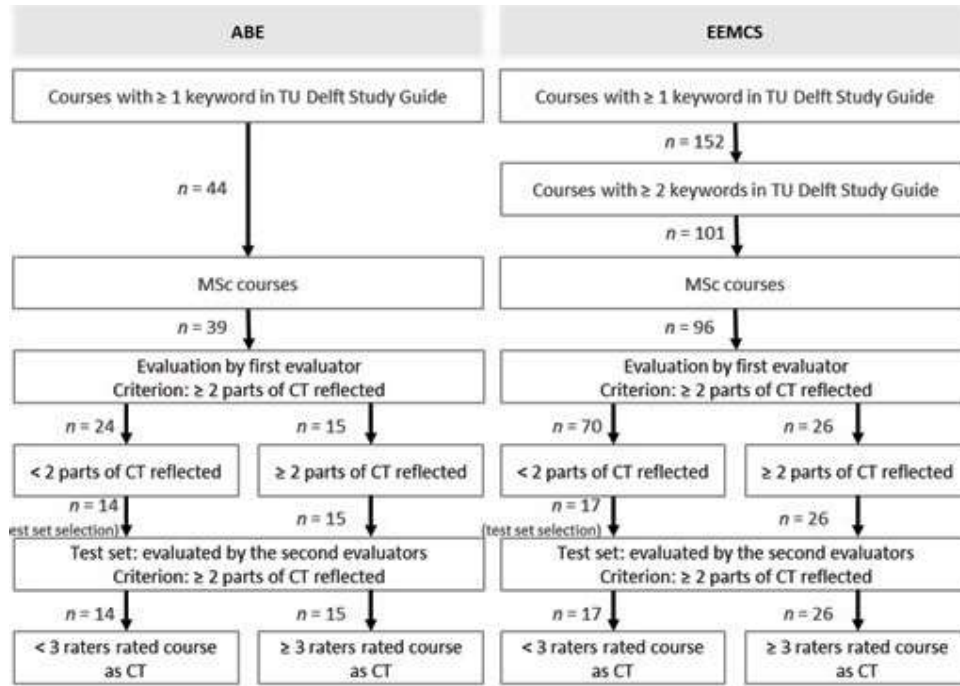 ABE
Courses with ≥ 1 keyword in TU Delft Study Guide
n = 44
MSc courses
n = 39
Evaluation by first evaluator
Criterion: ≥ 2 parts of CT reflected
n = 24
n = 15
< 2 parts of CT reflected
≥ 2 parts of CT reflected
n = 14
est set selection)
n = 15
Test set: evaluated by the second evaluators
Criterion: ≥ 2 parts of CT reflected
n = 14
n = 15
< 3 raters rated course
as CT
≥ 3 raters rated course
as CT
EEMCS
Courses with ≥ 1 keyword in TU Delft Study Guide
n = 152
Courses with ≥ 2 keywords in TU Delft Study Guide
n = 101
MSc courses
n = 96
Evaluation by first evaluator
Criterion: ≥ 2 parts of CT reflected
n = 70
n = 26
< 2 parts of CT reflected
≥ 2 parts of CT reflected
n = 17
(test set selection)
n = 26
Test set: evaluated by the second evaluators
Criterion: ≥ 2 parts of CT reflected
n = 17
n = 26
< 3 raters rated course
as CT
≥ 3 raters rated course
as CT